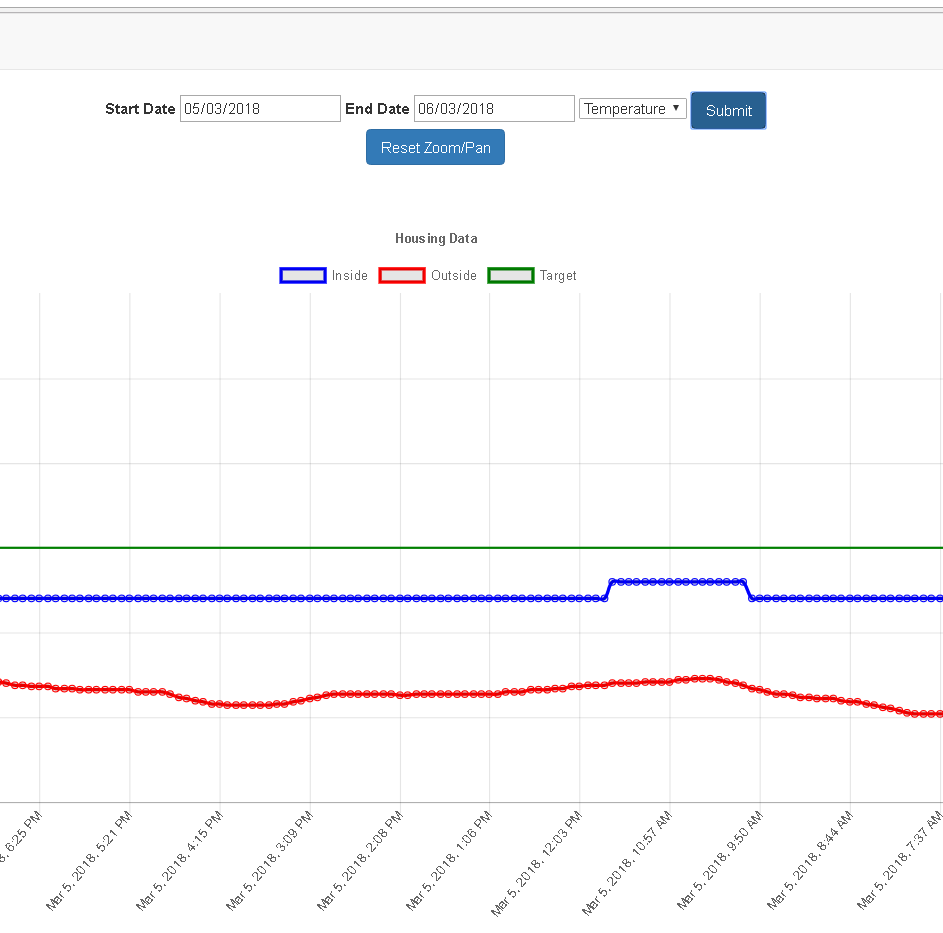 Start Date 05/03/2018 End Date 06/03/2018 Temperature ▼ Submit
Reset Zoom/Pan
Housing Data
Inside Outside Target
8, 6:25 PM
Mar 5, 2018, 5:21 PM
Mar 5, 2018, 4:15 PM
Mar 5, 2018, 3:09 PM
Mar 5, 2018, 2:08 PM
Mar 5, 2018, 1:06 PM
Mar 5, 2018, 12:03 PM
Mar 5, 2018, 10:57 AM
Mar 5, 2018, 9:50 AM
Mar 5, 2018, 8:44 AM
Mar 5, 2018, 7:37 AM